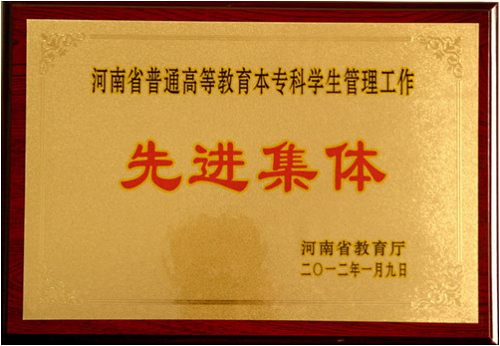 河南省普通高等教育本专科学生管理工作
先进集体
河南省教育厅
二〇一二年一月九日